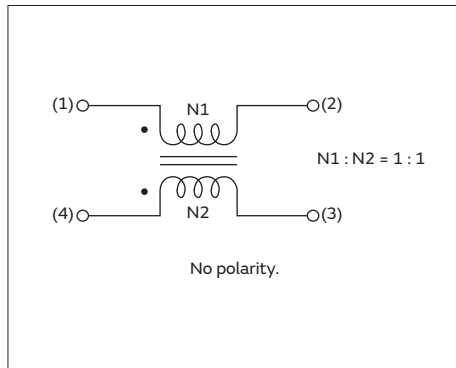 (1)
N1
(2)
N1 : N2 = 1 : 1
(4)
N2
(3)
No polarity.